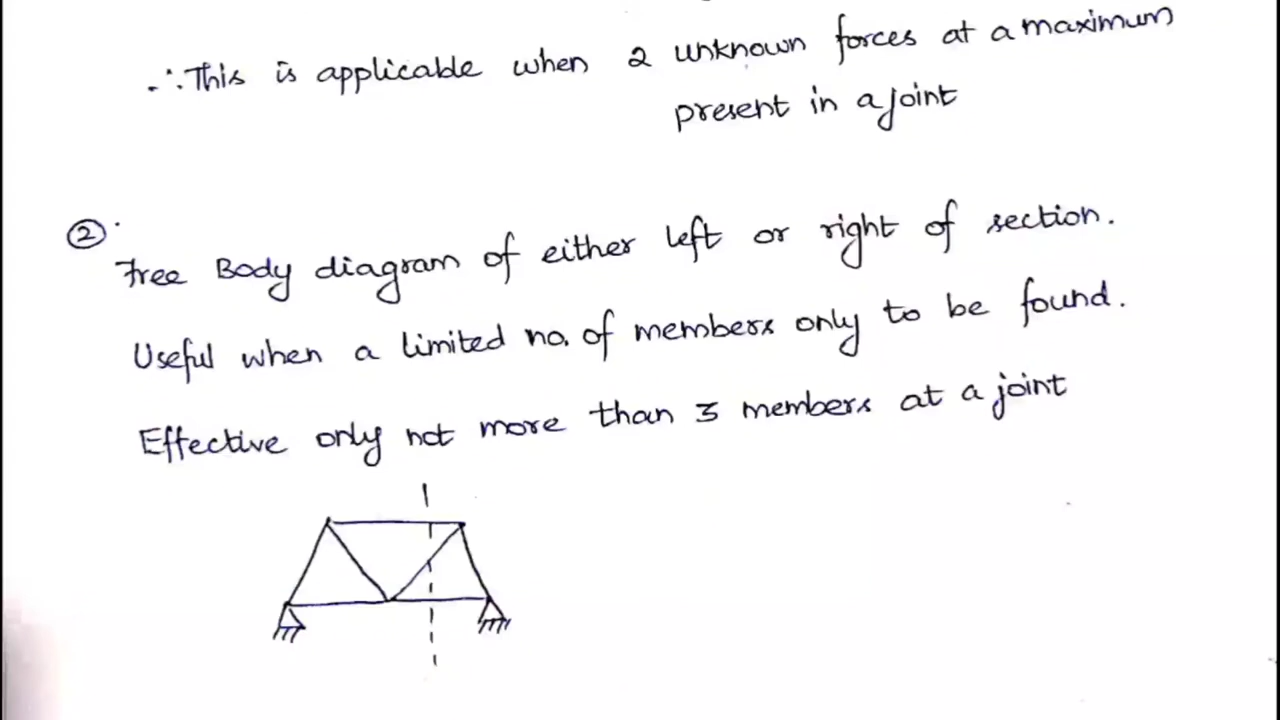 ∴ This is applicable when 2 unknown forces at a maximum
present in a joint
②
Free Body diagram of either left or right of section.
Useful when a limited no. of members only to be found.
Effective only not more than 3 members at a joint